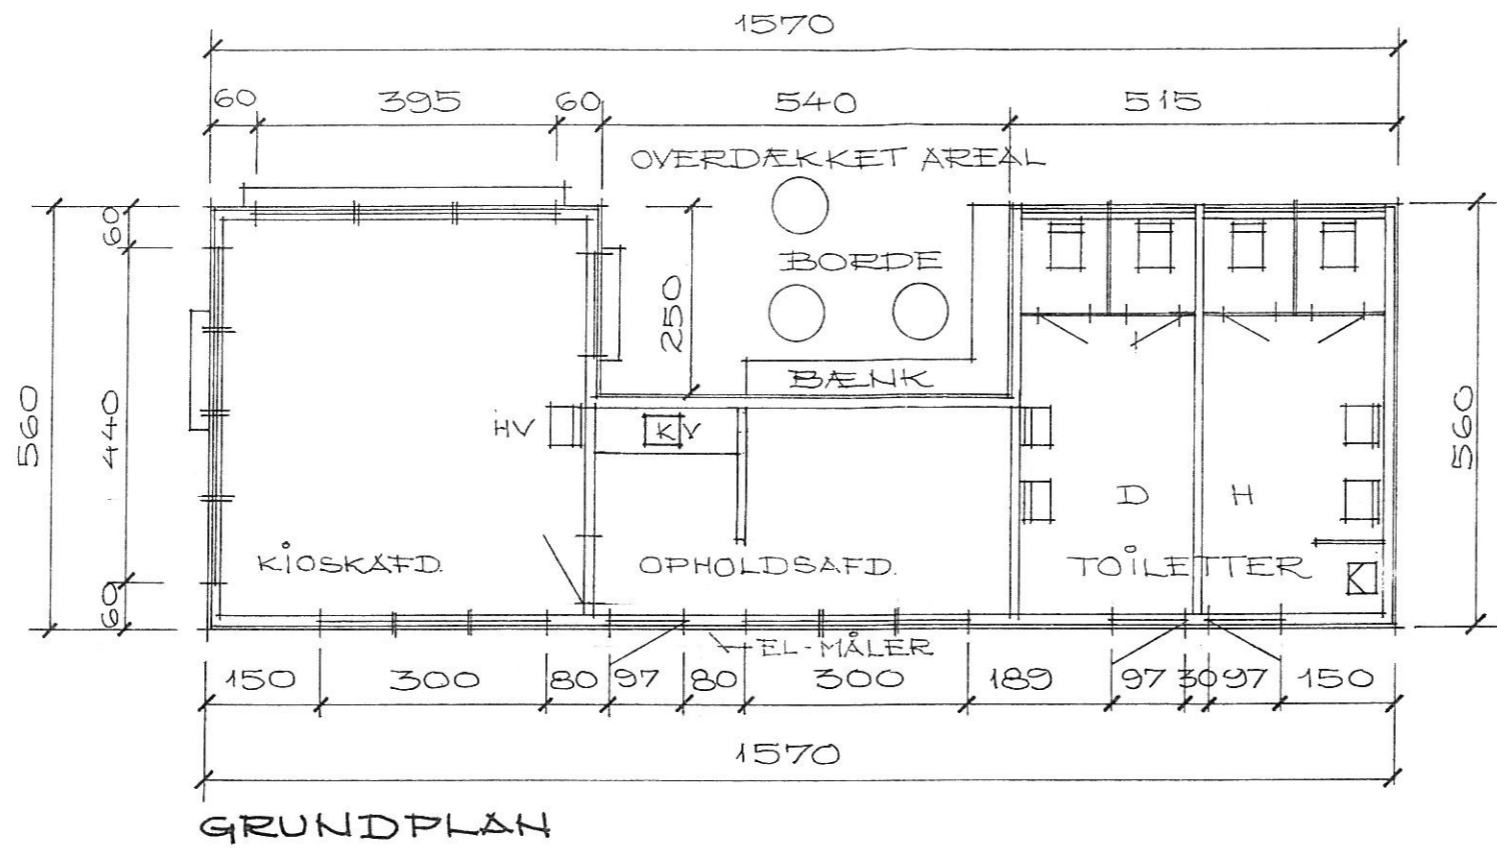 1570
60 395 60 540 515
OVERDÆKKET AREAL
60
BORDE
250
BÆNK
560
440
HV
KV
560
D H
KIOSKAFD.
OPHOLDSAFD.
TOILETTER
K
60
EL-MÅLER
150 300 80 97 80 300 189 97 30 97 150
1570
GRUNDPLAN